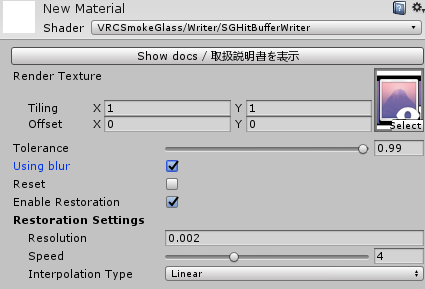 New Material
Shader VRCSmokeGlass/Writer/SGHitBufferWriter
Show docs / 取扱説明書を表示
Render Texture
Tiling X 1 Y 1
Offset X 0 Y 0
Select
Tolerance 0.99
Using blur
Reset
Enable Restoration
Restoration Settings
Resolution 0.002
Speed 4
Interpolation Type Linear